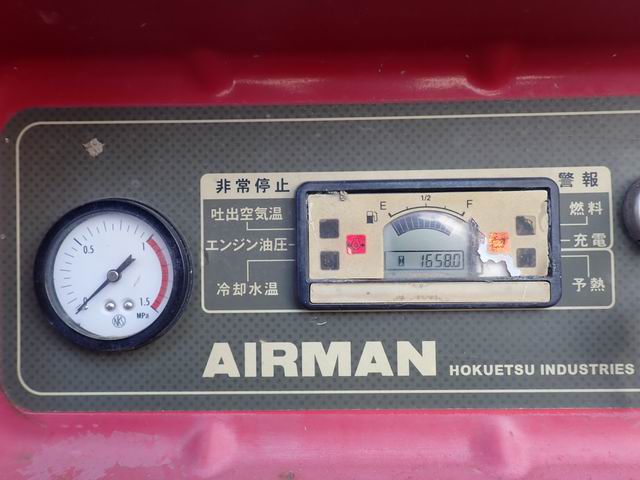 非常停止
警報
吐出空気温
エンジン油圧
冷却水温
E
1/2
F
1658.0
燃料
充電
予熱
0
0.5
1
1.5
MPa
NKS
AIRMAN
HOKUETSU INDUSTRIES